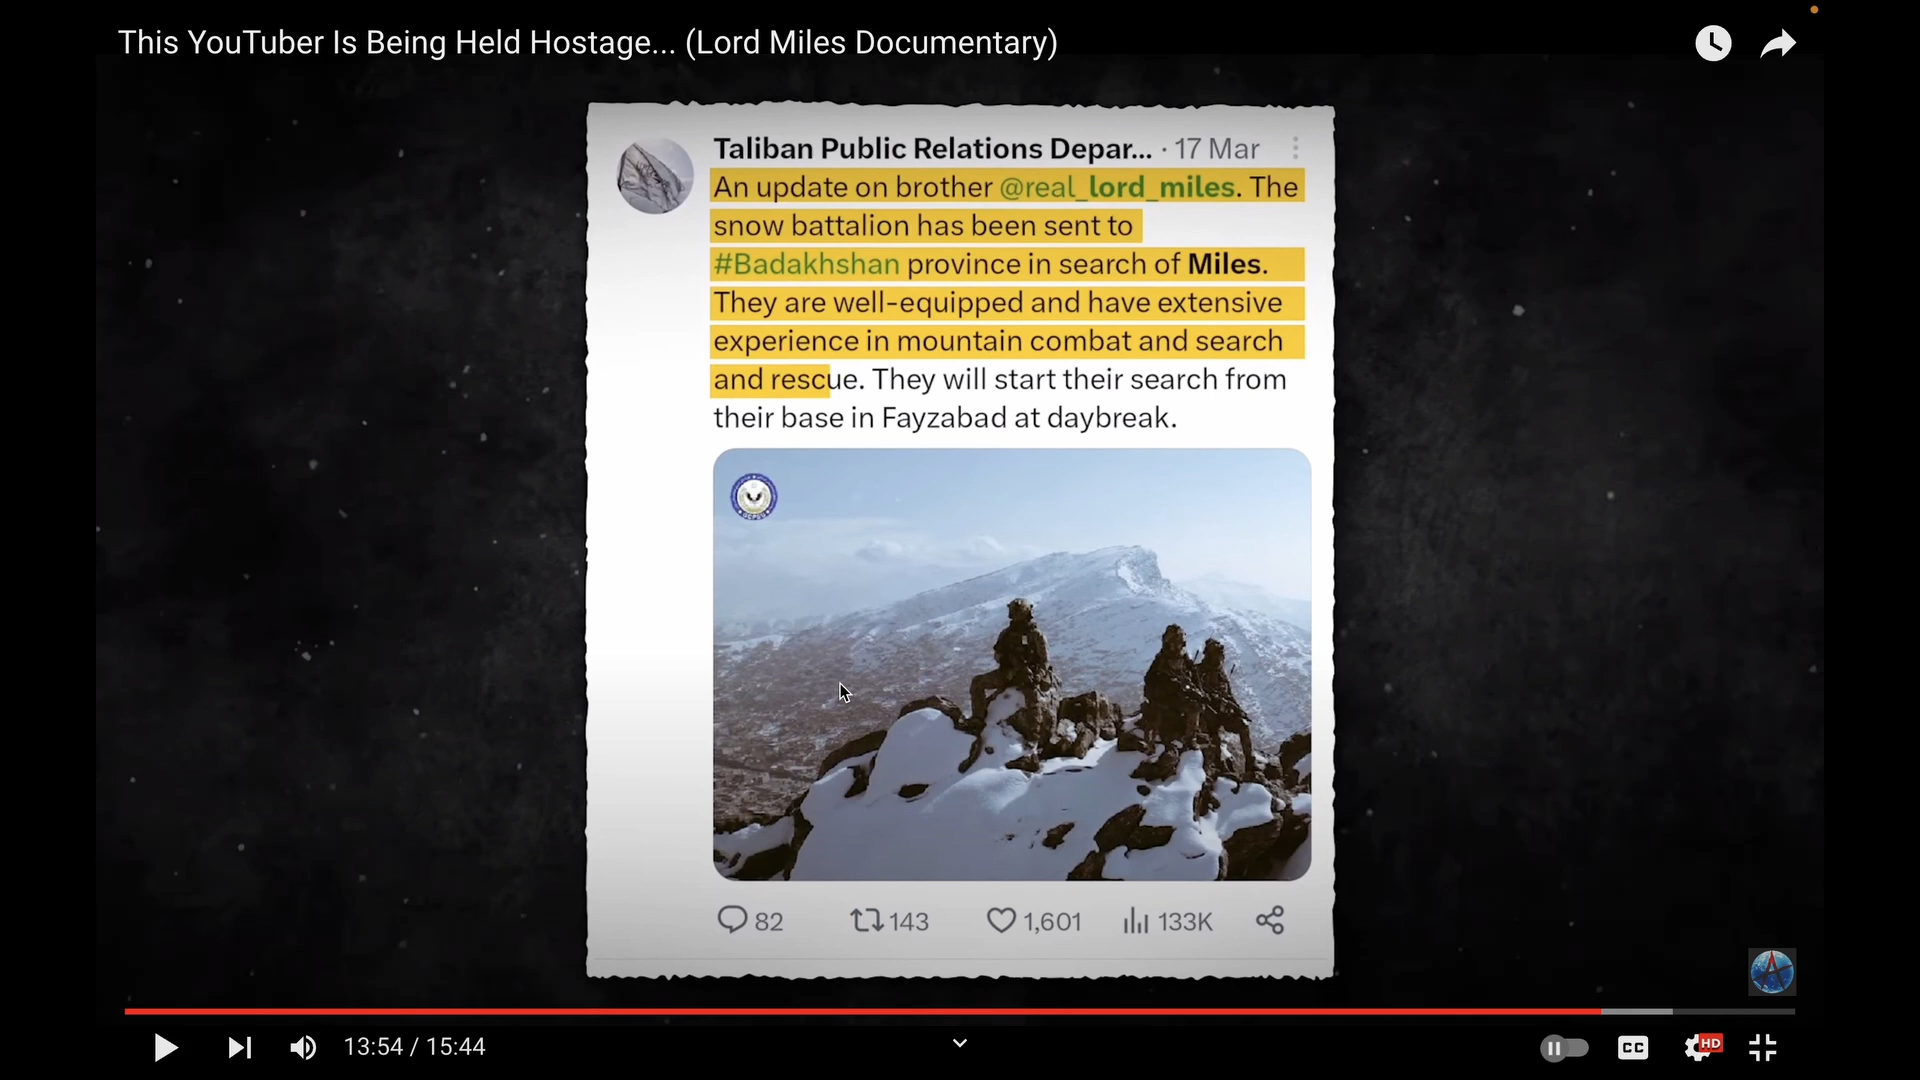 This YouTuber Is Being Held Hostage... (Lord Miles Documentary)
Taliban Public Relations Depar... · 17 Mar
An update on brother @real_lord_miles. The
snow battalion has been sent to
#Badakhshan province in search of Miles.
They are well-equipped and have extensive
experience in mountain combat and search
and rescue. They will start their search from
their base in Fayzabad at daybreak.
82 143 1,601 133K
13:54 / 15:44
CC HD